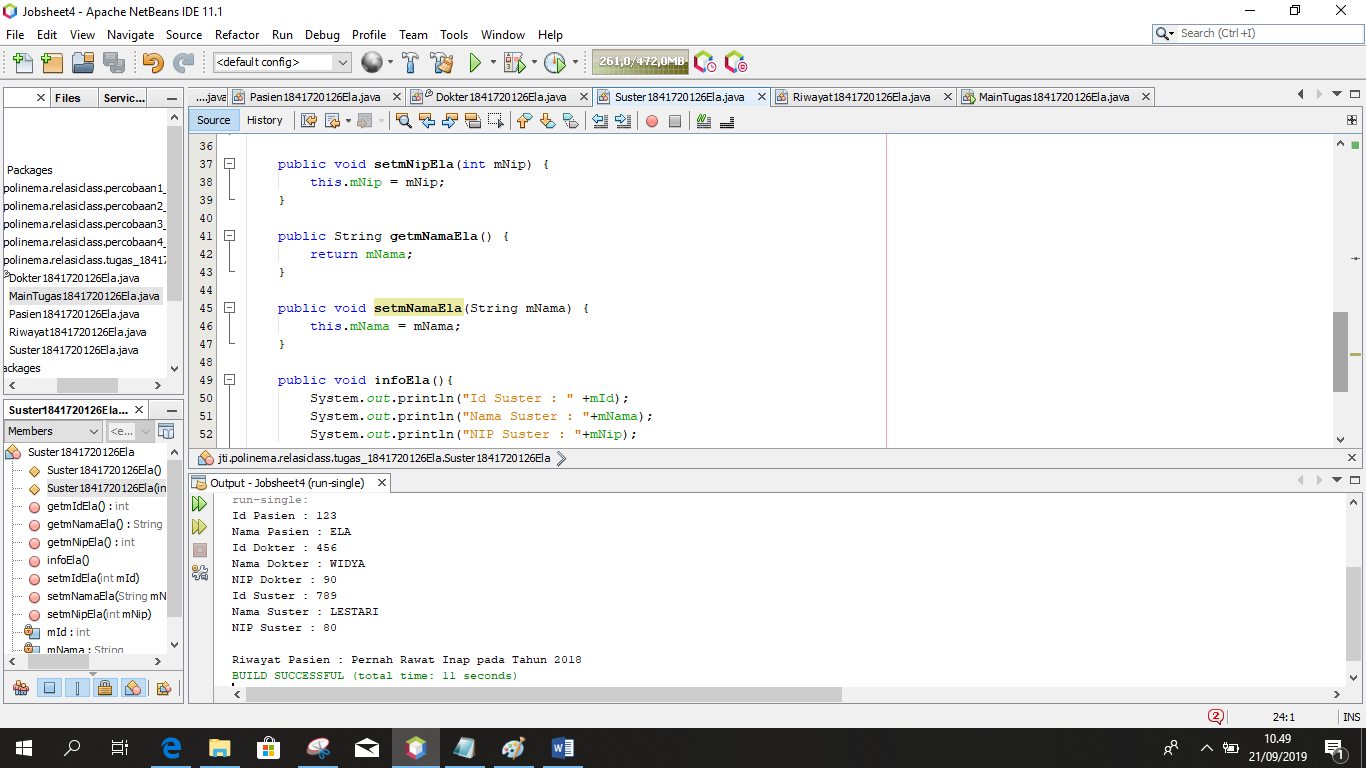 Jobsheet4 - Apache NetBeans IDE 11.1
File Edit View Navigate Source Refactor Run Debug Profile Team Tools Window Help
Search (Ctrl+I)
<default config>
261,0/472,0MB
Files Servic...
....java Pasien1841720126Ela.java Dokter1841720126Ela.java Suster1841720126Ela.java Riwayat1841720126Ela.java MainTugas1841720126Ela.java
Source History
Packages
polinema.relasiclass.percobaan1_
polinema.relasiclass.percobaan2_
polinema.relasiclass.percobaan3_
polinema.relasiclass.percobaan4_
polinema.relasiclass.tugas_18417
Dokter1841720126Ela.java
MainTugas1841720126Ela.java
Pasien1841720126Ela.java
Riwayat1841720126Ela.java
Suster1841720126Ela.java
ackages
36
37 public void setmNipEla(int mNip) {
38 this.mNip = mNip;
39 }
40
41 public String getmNamaEla() {
42 return mNama;
43 }
44
45 public void setmNamaEla(String mNama) {
46 this.mNama = mNama;
47 }
48
49 public void infoEla(){
50 System.out.println("Id Suster : " +mId);
51 System.out.println("Nama Suster : "+mNama);
52 System.out.println("NIP Suster : "+mNip);
jti.polinema.relasiclass.tugas_1841720126Ela.Suster1841720126Ela
Suster1841720126Ela...
Members <e...
Suster1841720126Ela
Suster1841720126Ela()
Suster1841720126Ela(in
getmIdEla() : int
getmNamaEla() : String
getmNipEla() : int
infoEla()
setmIdEla(int mId)
setmNamaEla(String mN
setmNipEla(int mNip)
mId : int
mNama : String
Output - Jobsheet4 (run-single)
run-single:
Id Pasien : 123
Nama Pasien : ELA
Id Dokter : 456
Nama Dokter : WIDYA
NIP Dokter : 90
Id Suster : 789
Nama Suster : LESTARI
NIP Suster : 80
Riwayat Pasien : Pernah Rawat Inap pada Tahun 2018
BUILD SUCCESSFUL (total time: 11 seconds)
2 24:1 INS
10.49
21/09/2019
1